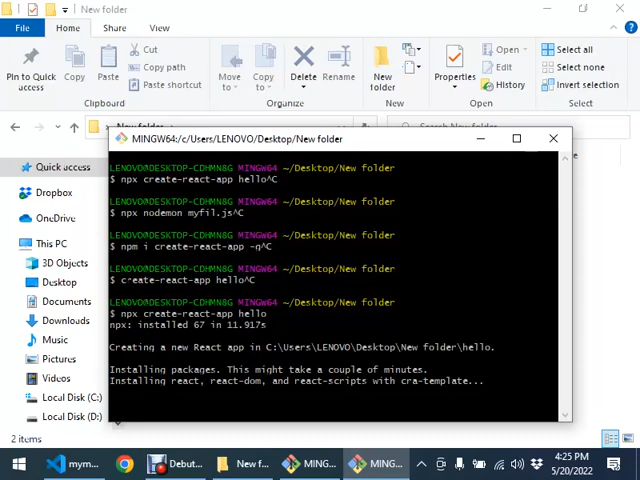 New folder
File
Home
Share
View
Pin to Quick access
Copy
Paste
Cut
Copy path
Paste shortcut
Clipboard
Move to
Copy to
Delete
Rename
Organize
New folder
New
Properties
Open
Edit
History
Open
Select all
Select none
Invert selection
Select
New folder
Search New folder
MINGW64:/c/Users/LENOVO/Desktop/New folder
Quick access
Dropbox
OneDrive
This PC
3D Objects
Desktop
Documents
Downloads
Music
Pictures
Videos
Local Disk (C:)
Local Disk (D:)
LENOVO@DESKTOP-CDHMN8G MINGW64 ~/Desktop/New folder
$ npx create-react-app hello^C
LENOVO@DESKTOP-CDHMN8G MINGW64 ~/Desktop/New folder
$ npx nodemon myfil.js^C
LENOVO@DESKTOP-CDHMN8G MINGW64 ~/Desktop/New folder
$ npm i create-react-app -g^C
LENOVO@DESKTOP-CDHMN8G MINGW64 ~/Desktop/New folder
$ create-react-app hello^C
LENOVO@DESKTOP-CDHMN8G MINGW64 ~/Desktop/New folder
$ npx create-react-app hello
npx: installed 67 in 11.917s
Creating a new React app in C:\Users\LENOVO\Desktop\New folder\hello.
Installing packages. This might take a couple of minutes.
Installing react, react-dom, and react-scripts with cra-template...
2 items
mym...
Debut...
New f...
MING...
MING...
4:25 PM
5/20/2022